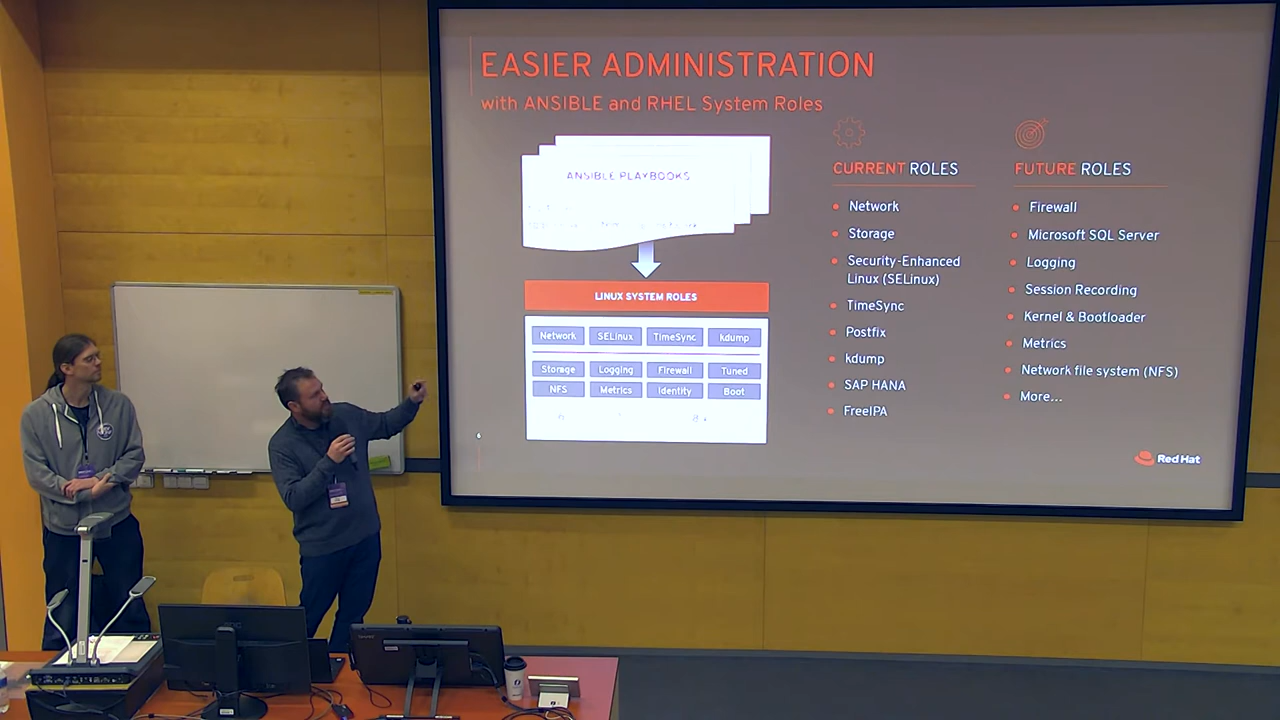 EASIER ADMINISTRATION
with ANSIBLE and RHEL System Roles
ANSIBLE PLAYBOOKS
LINUX SYSTEM ROLES
Network SELinux TimeSync kdump
Storage Logging Firewall Tuned
NFS Metrics Identity Boot
CURRENT ROLES
Network
Storage
Security-Enhanced
Linux (SELinux)
TimeSync
Postfix
kdump
SAP HANA
FreeIPA
FUTURE ROLES
Firewall
Microsoft SQL Server
Logging
Session Recording
Kernel & Bootloader
Metrics
Network file system (NFS)
More...
6
Red Hat